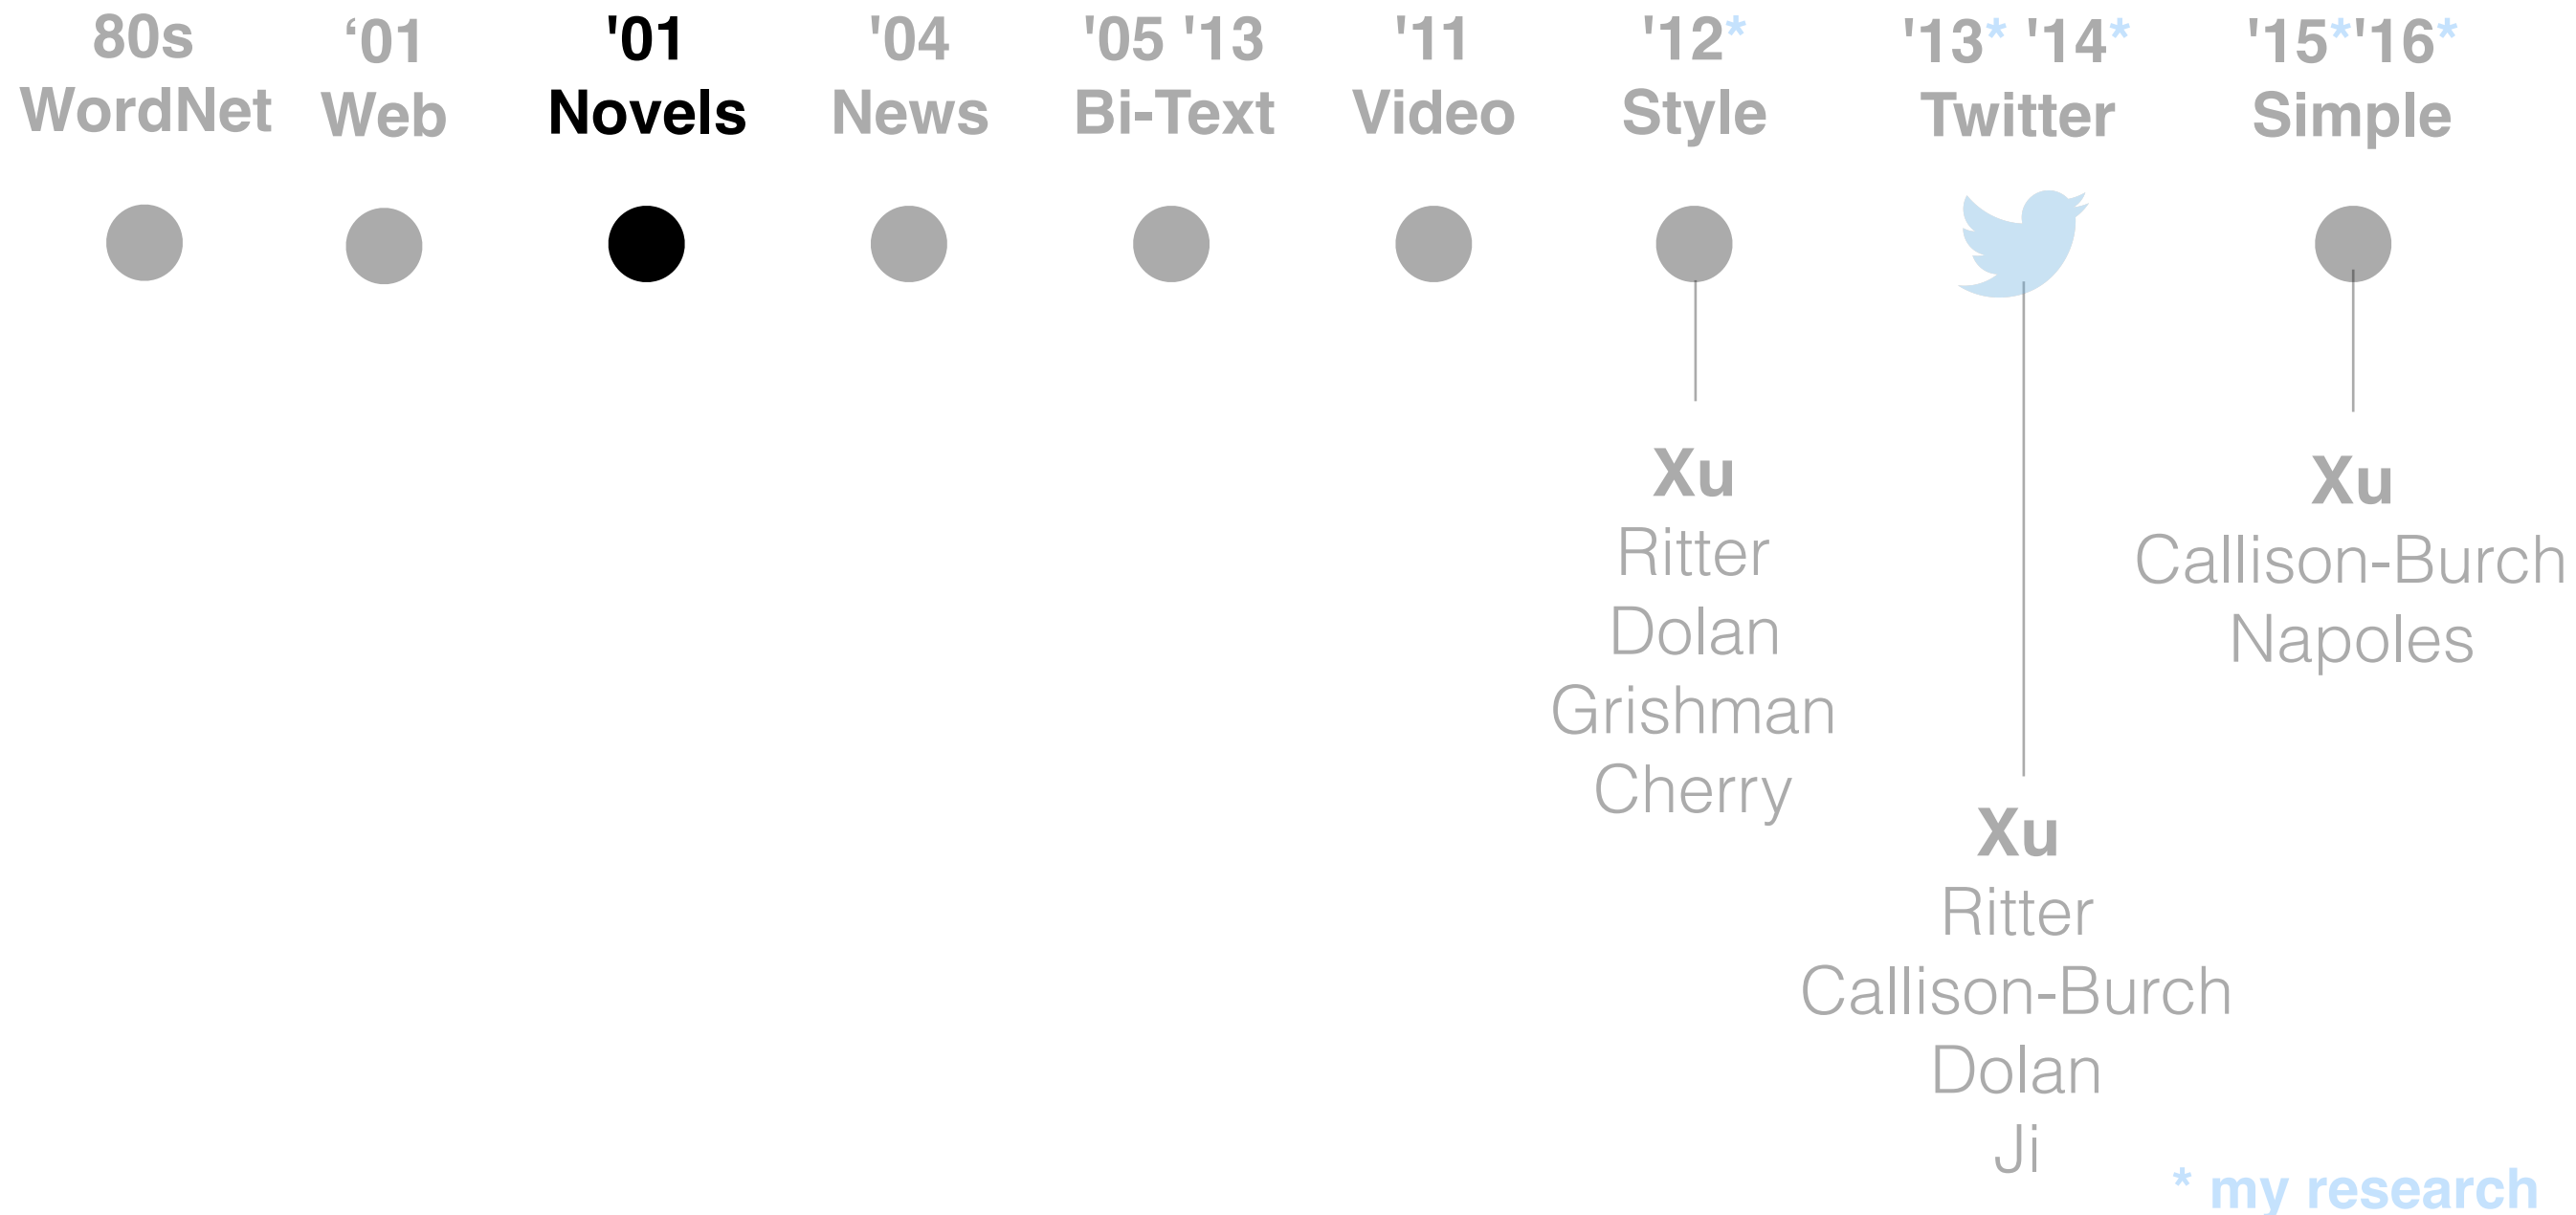 80s
WordNet
‘01
Web
'01
Novels
'04
News
'05 '13
Bi-Text
'11
Video
'12*
Style
'13* '14*
Twitter
'15*'16*
Simple
Xu
Ritter
Dolan
Grishman
Cherry
Xu
Ritter
Callison-Burch
Dolan
Ji
Xu
Callison-Burch
Napoles
* my research